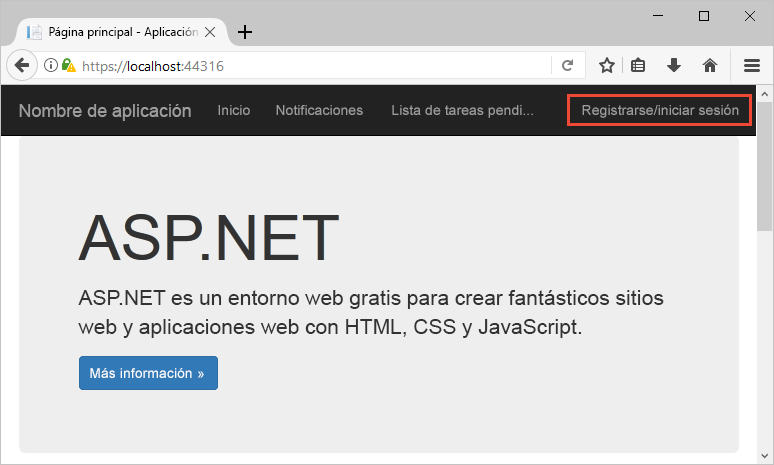 Página principal - Aplicación
https://localhost:44316
Nombre de aplicación Inicio Notificaciones Lista de tareas pendi... Registrarse/iniciar sesión
ASP.NET
ASP.NET es un entorno web gratis para crear fantásticos sitios
web y aplicaciones web con HTML, CSS y JavaScript.
Más información »